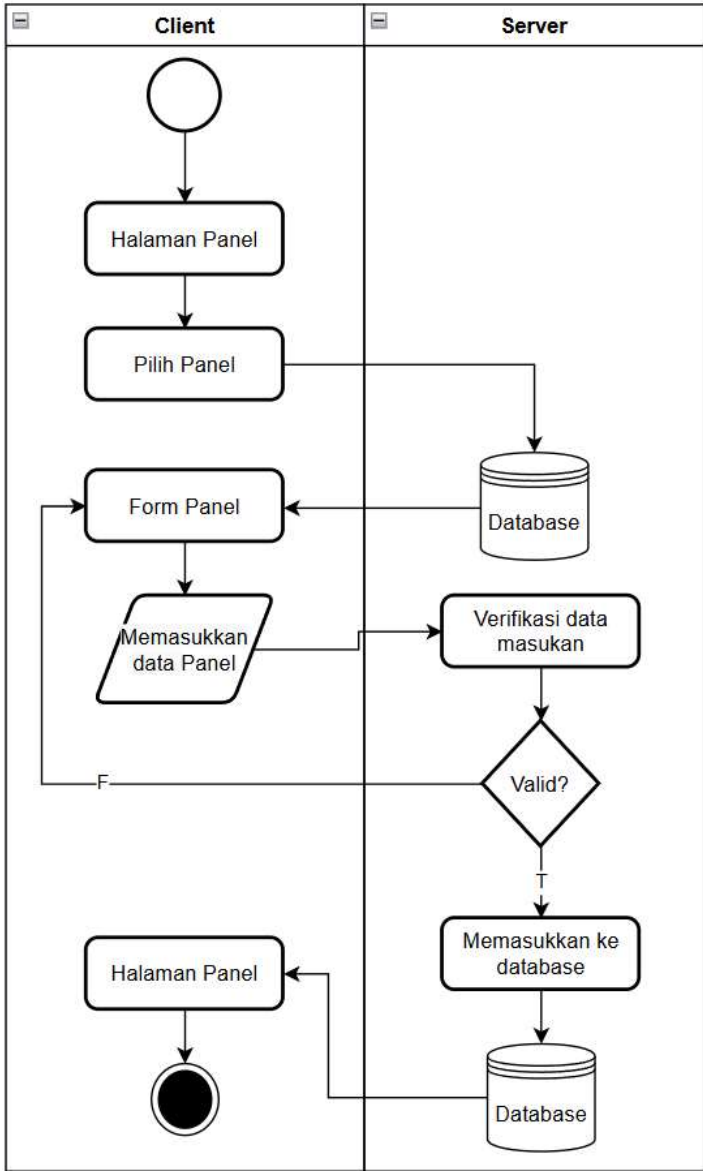 Client
Server
Halaman Panel
Pilih Panel
Form Panel
Database
Memasukkan
data Panel
Verifikasi data
masukan
Valid?
F
T
Memasukkan ke
database
Halaman Panel
Database